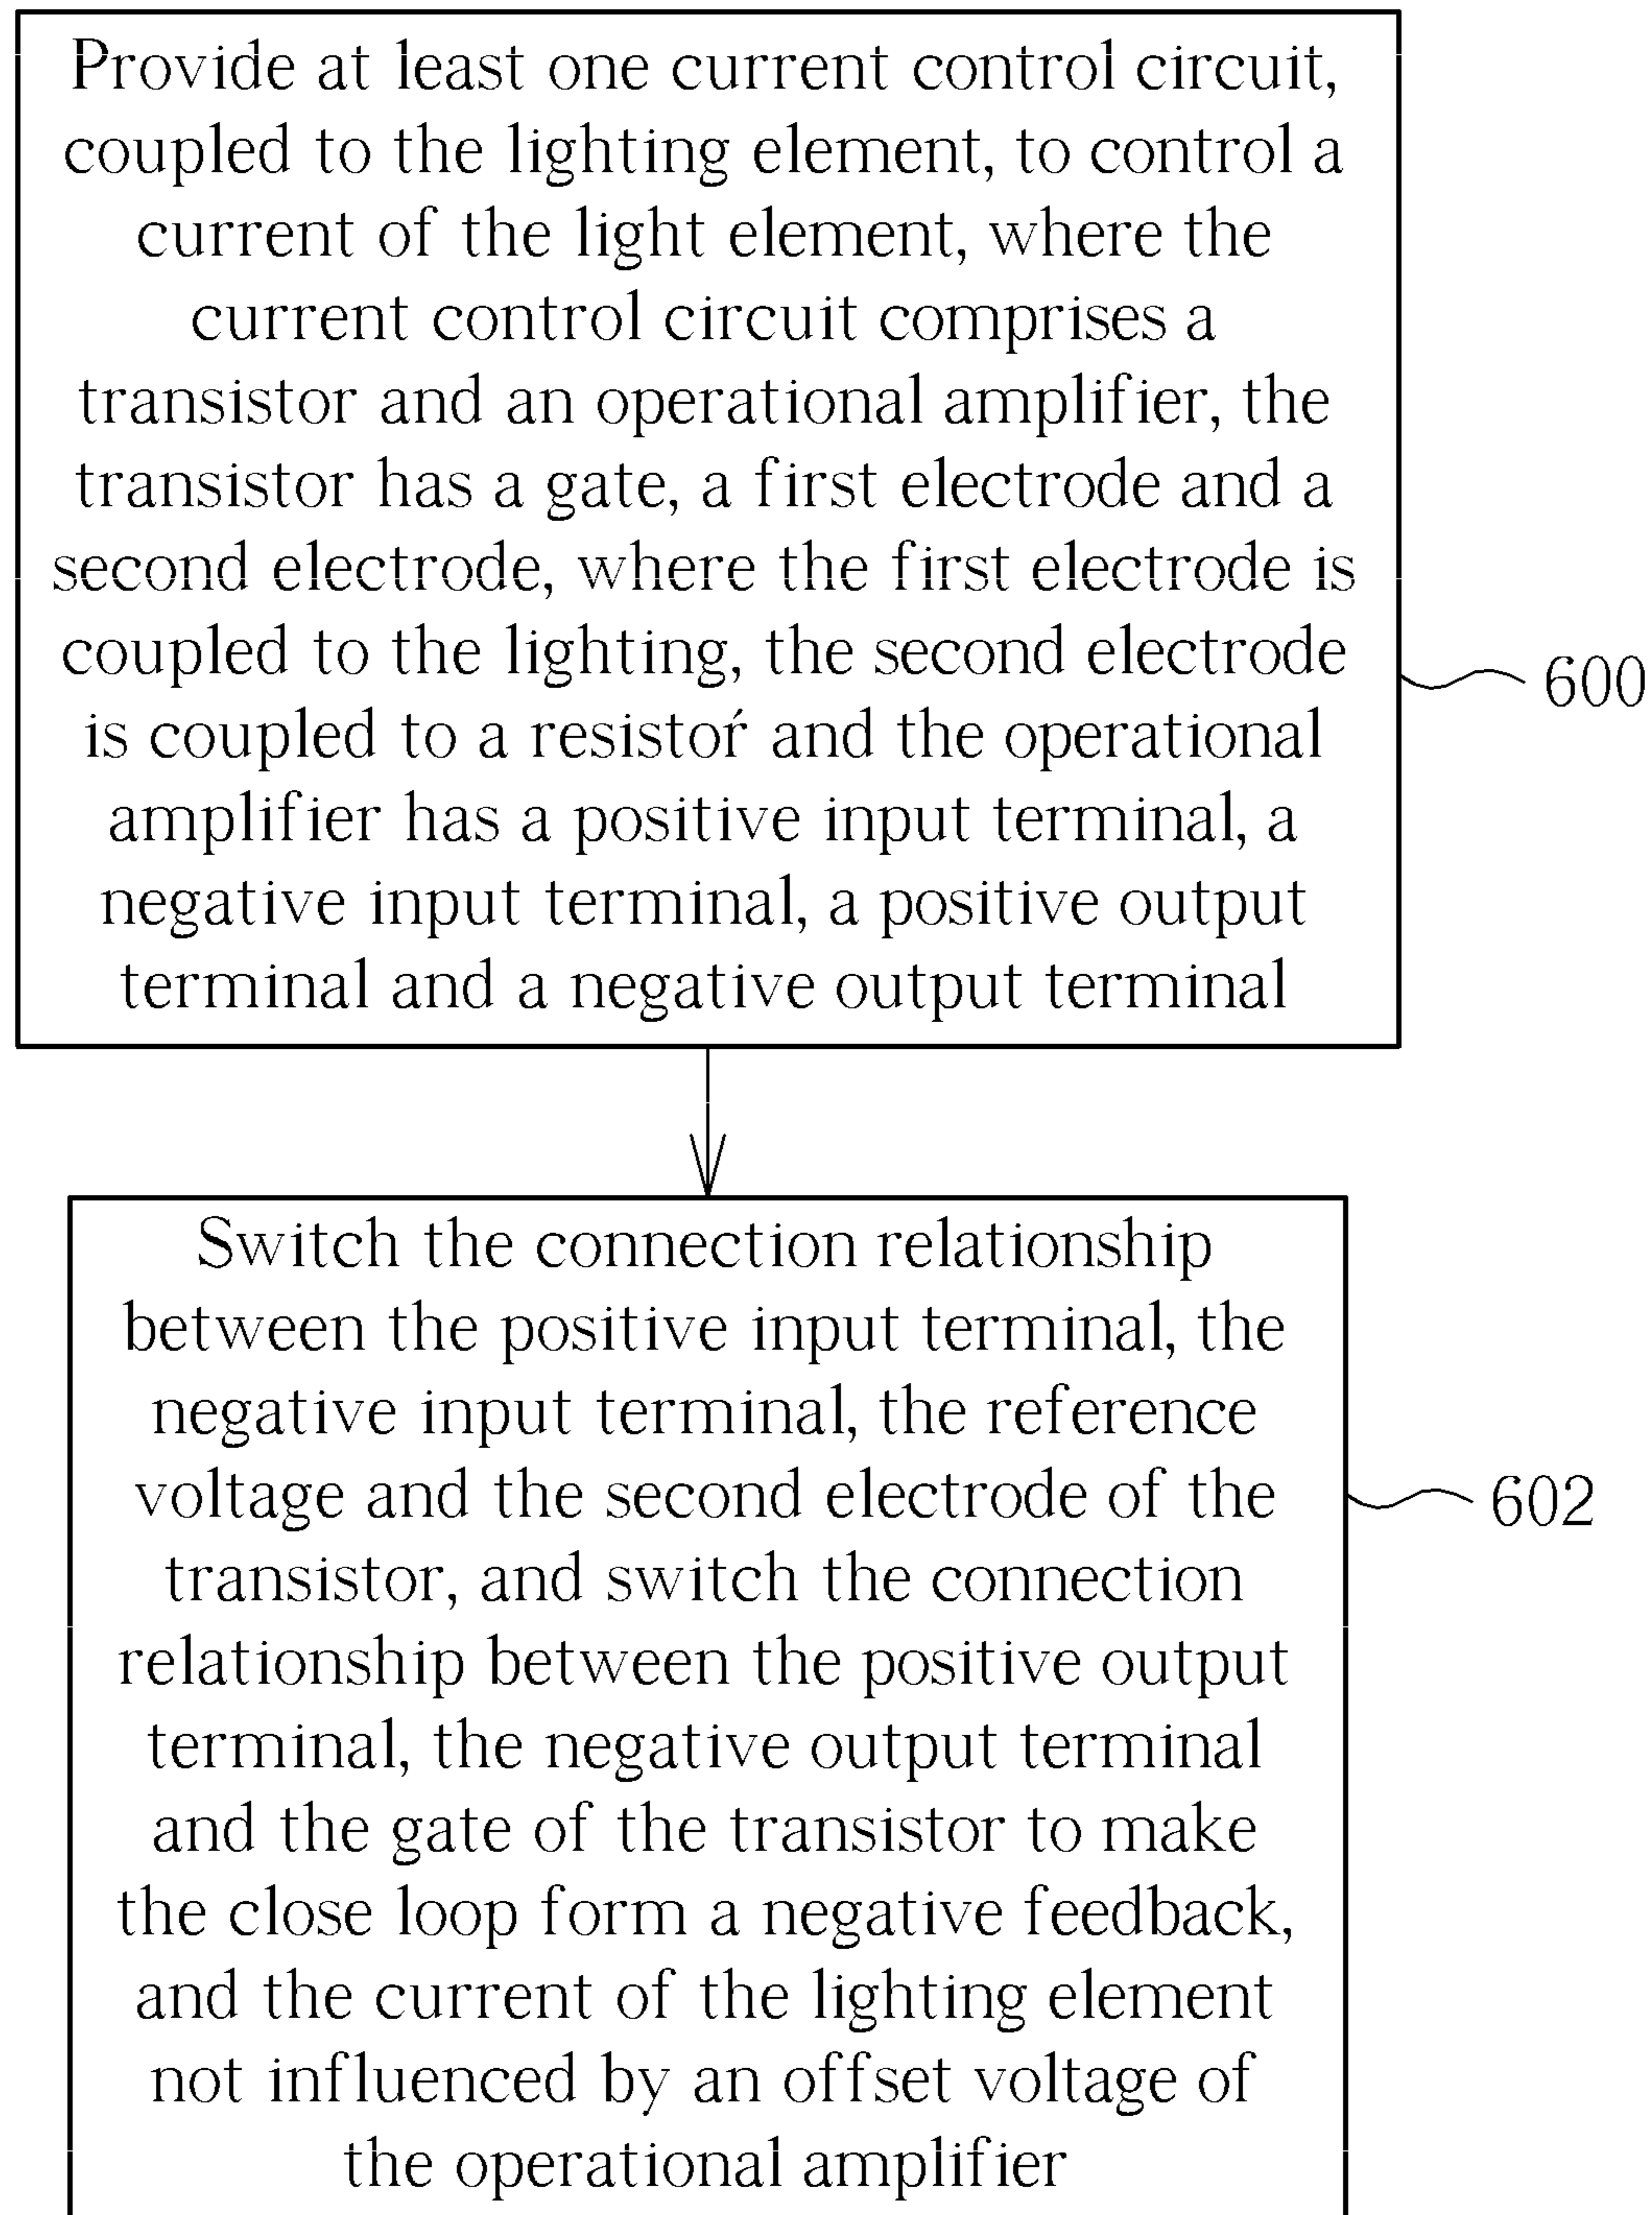 Provide at least one current control circuit,
coupled to the lighting element, to control a
current of the light element, where the
current control circuit comprises a
transistor and an operational amplifier, the
transistor has a gate, a first electrode and a
second electrode, where the first electrode is
coupled to the lighting, the second electrode
is coupled to a resistoŕ and the operational
amplifier has a positive input terminal, a
negative input terminal, a positive output
terminal and a negative output terminal
600
Switch the connection relationship
between the positive input terminal, the
negative input terminal, the reference
voltage and the second electrode of the
transistor, and switch the connection
relationship between the positive output
terminal, the negative output terminal
and the gate of the transistor to make
the close loop form a negative feedback,
and the current of the lighting element
not influenced by an offset voltage of
the operational amplifier
602